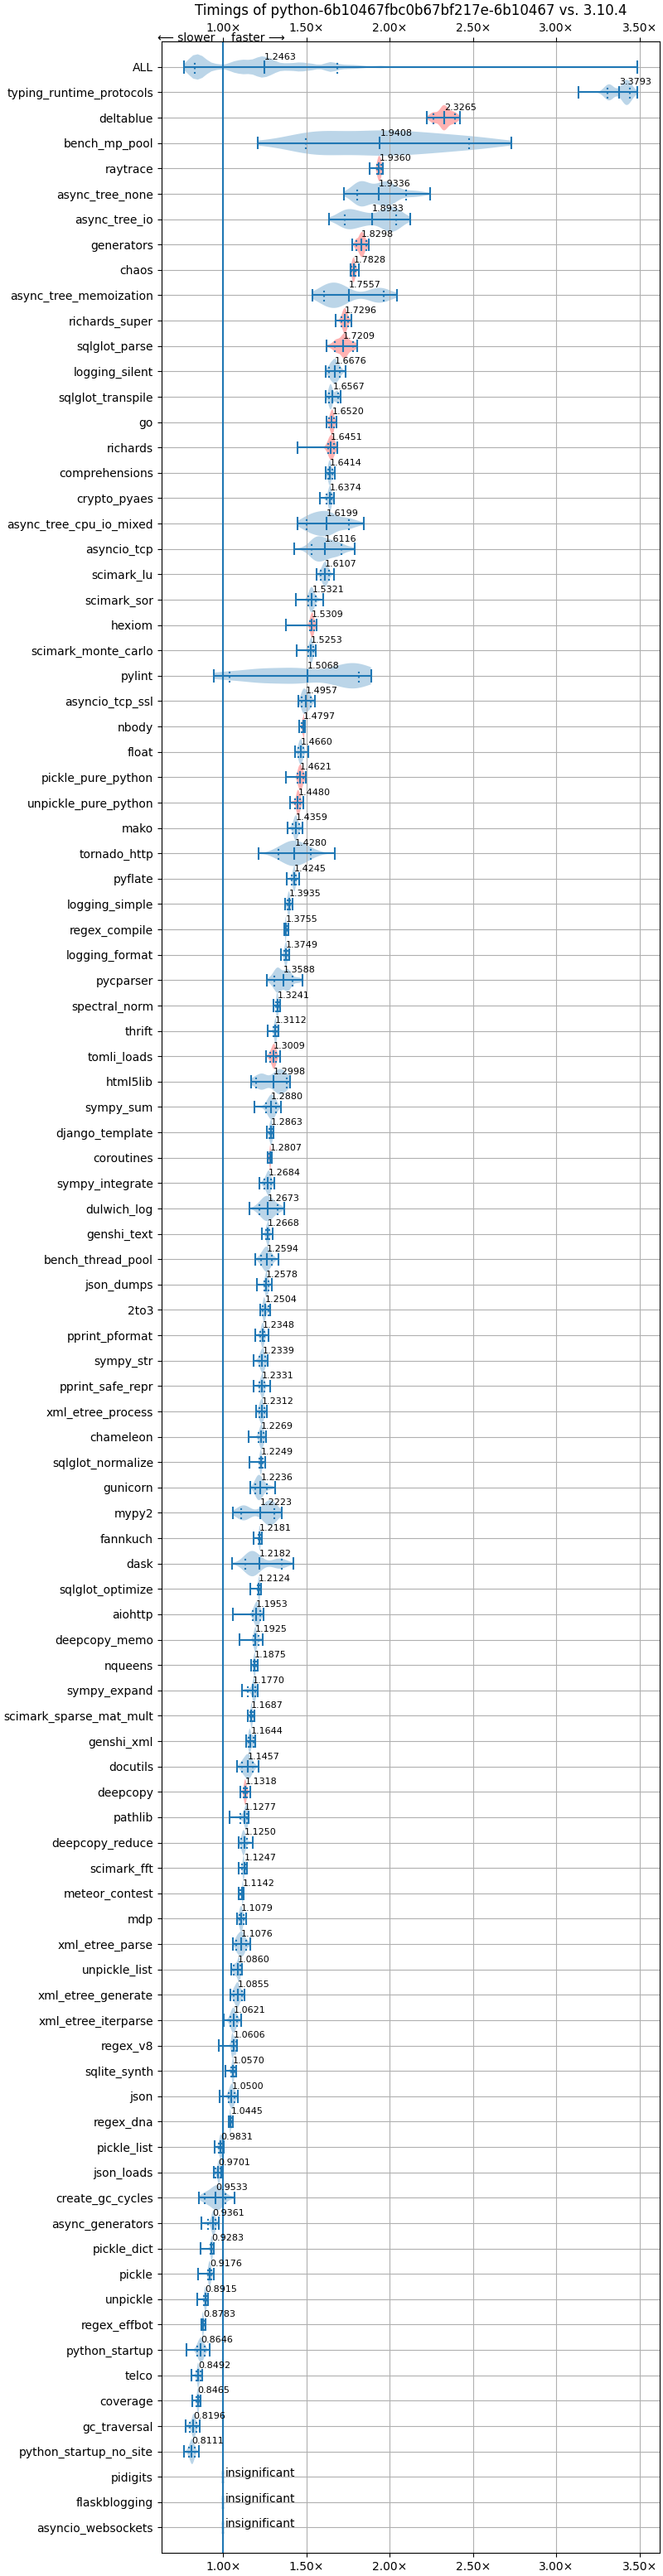 Timings of python-6b10467fbc0b67bf217e-6b10467 vs. 3.10.4
1.00× 1.50× 2.00× 2.50× 3.00× 3.50×
⟵ slower faster ⟶
ALL 1.2463
typing_runtime_protocols 3.3793
deltablue 2.3265
bench_mp_pool 1.9408
raytrace 1.9360
async_tree_none 1.9336
async_tree_io 1.8933
generators 1.8298
chaos 1.7828
async_tree_memoization 1.7557
richards_super 1.7296
sqlglot_parse 1.7209
logging_silent 1.6676
sqlglot_transpile 1.6567
go 1.6520
richards 1.6451
comprehensions 1.6414
crypto_pyaes 1.6374
async_tree_cpu_io_mixed 1.6199
asyncio_tcp 1.6116
scimark_lu 1.6107
scimark_sor 1.5321
hexiom 1.5309
scimark_monte_carlo 1.5253
pylint 1.5068
asyncio_tcp_ssl 1.4957
nbody 1.4797
float 1.4660
pickle_pure_python 1.4621
unpickle_pure_python 1.4480
mako 1.4359
tornado_http 1.4280
pyflate 1.4245
logging_simple 1.3935
regex_compile 1.3755
logging_format 1.3749
pycparser 1.3588
spectral_norm 1.3241
thrift 1.3112
tomli_loads 1.3009
html5lib 1.2998
sympy_sum 1.2880
django_template 1.2863
coroutines 1.2807
sympy_integrate 1.2684
dulwich_log 1.2673
genshi_text 1.2668
bench_thread_pool 1.2594
json_dumps 1.2578
2to3 1.2504
pprint_pformat 1.2348
sympy_str 1.2339
pprint_safe_repr 1.2331
xml_etree_process 1.2312
chameleon 1.2269
sqlglot_normalize 1.2249
gunicorn 1.2236
mypy2 1.2223
fannkuch 1.2181
dask 1.2182
sqlglot_optimize 1.2124
aiohttp 1.1953
deepcopy_memo 1.1925
nqueens 1.1875
sympy_expand 1.1770
scimark_sparse_mat_mult 1.1687
genshi_xml 1.1644
docutils 1.1457
deepcopy 1.1318
pathlib 1.1277
deepcopy_reduce 1.1250
scimark_fft 1.1247
meteor_contest 1.1142
mdp 1.1079
xml_etree_parse 1.1076
unpickle_list 1.0860
xml_etree_generate 1.0855
xml_etree_iterparse 1.0621
regex_v8 1.0606
sqlite_synth 1.0570
json 1.0500
regex_dna 1.0445
pickle_list 0.9831
json_loads 0.9701
create_gc_cycles 0.9533
async_generators 0.9361
pickle_dict 0.9283
pickle 0.9176
unpickle 0.8915
regex_effbot 0.8783
python_startup 0.8646
telco 0.8492
coverage 0.8465
gc_traversal 0.8196
python_startup_no_site 0.8111
pidigits insignificant
flaskblogging insignificant
asyncio_websockets insignificant
1.00× 1.50× 2.00× 2.50× 3.00× 3.50×